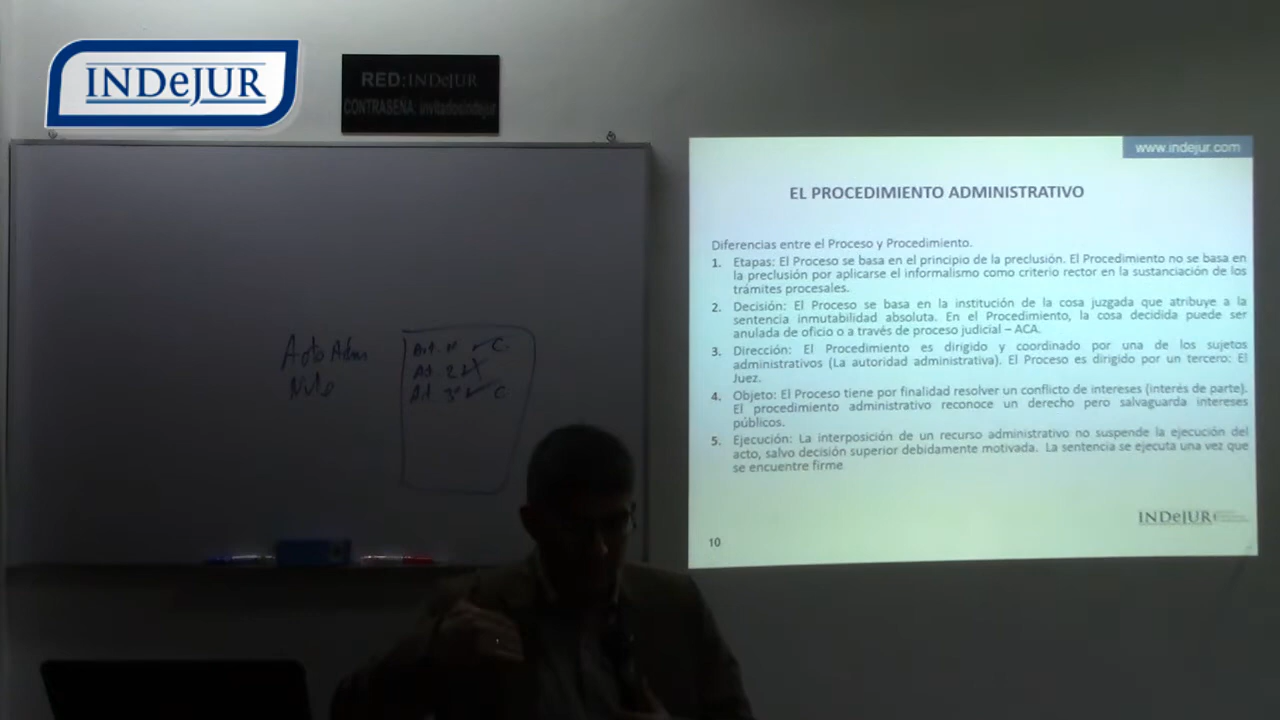 INDeJUR
RED:INDeJUR
CONTRASEÑA: invitadosindejur
www.indejur.com
EL PROCEDIMIENTO ADMINISTRATIVO
Diferencias entre el Proceso y Procedimiento.
1. Etapas: El Proceso se basa en el principio de la preclusión. El Procedimiento no se basa en
la preclusión por aplicarse el informalismo como criterio rector en la sustanciación de los
trámites procesales.
2. Decisión: El Proceso se basa en la institución de la cosa juzgada que atribuye a la
sentencia inmutabilidad absoluta. En el Procedimiento, la cosa decidida puede ser
anulada de oficio o a través de proceso judicial – ACA.
3. Dirección: El Procedimiento es dirigido y coordinado por una de los sujetos
administrativos (La autoridad administrativa). El Proceso es dirigido por un tercero: El
Juez.
4. Objeto: El Proceso tiene por finalidad resolver un conflicto de intereses (interés de parte).
El procedimiento administrativo reconoce un derecho pero salvaguarda intereses
públicos.
5. Ejecución: La interposición de un recurso administrativo no suspende la ejecución del
acto, salvo decisión superior debidamente motivada. La sentencia se ejecuta una vez que
se encuentre firme
INDeJUR
10
Acto Adm
Art. 1 C
Art. 2
Art. 3 C